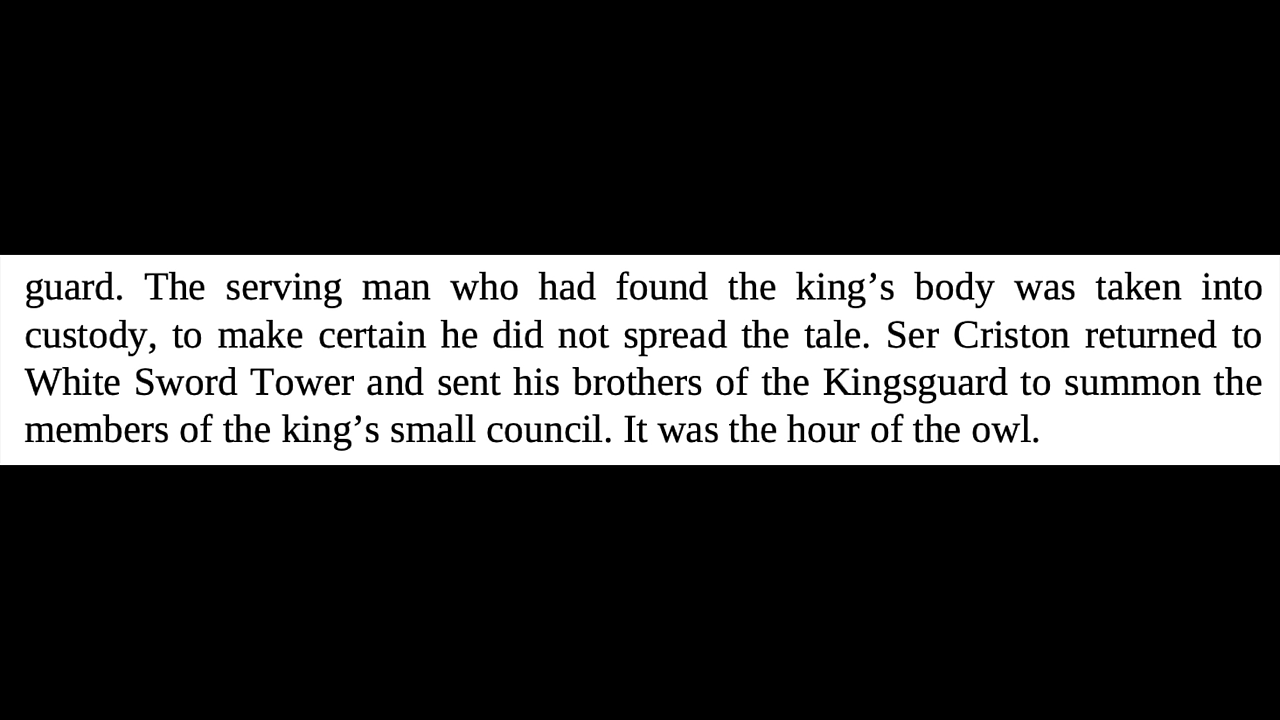 guard. The serving man who had found the king’s body was taken into
custody, to make certain he did not spread the tale. Ser Criston returned to
White Sword Tower and sent his brothers of the Kingsguard to summon the
members of the king’s small council. It was the hour of the owl.